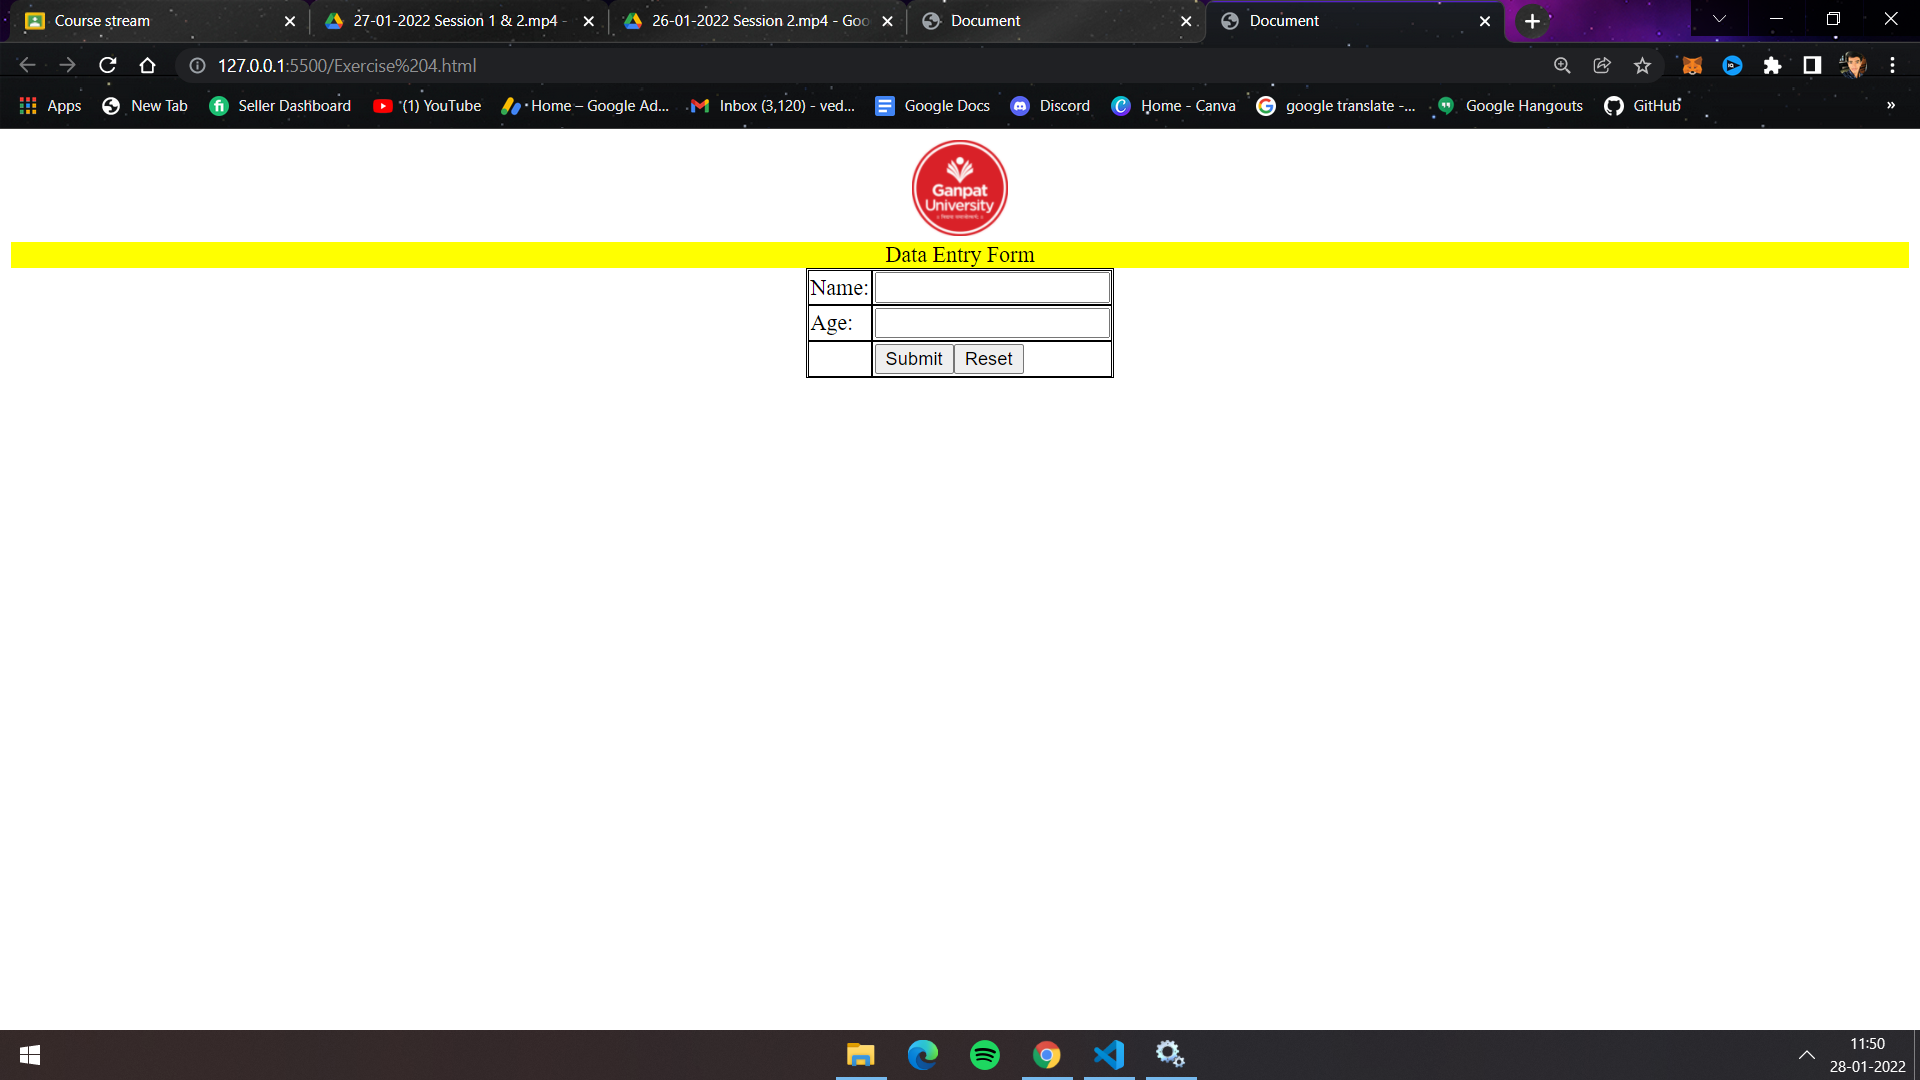 Course stream
27-01-2022 Session 1 & 2.mp4 -
26-01-2022 Session 2.mp4 - Goo
Document
Document
127.0.0.1:5500/Exercise%204.html
Apps
New Tab
Seller Dashboard
(1) YouTube
Home – Google Ad...
Inbox (3,120) - ved...
Google Docs
Discord
Home - Canva
google translate -...
Google Hangouts
GitHub
»
Ganpat
University
Data Entry Form
Name:
Age:
Submit Reset
11:50
28-01-2022